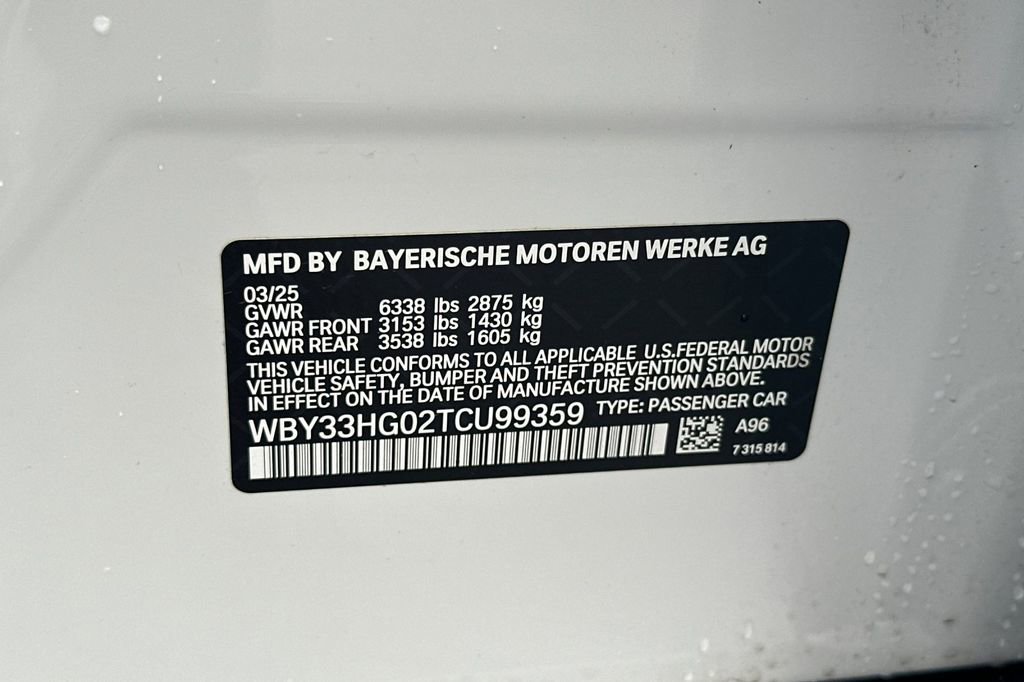 MFD BY BAYERISCHE MOTOREN WERKE AG
03/25
GVWR 6338 lbs 2875 kg
GAWR FRONT 3153 lbs 1430 kg
GAWR REAR 3538 lbs 1605 kg
THIS VEHICLE CONFORMS TO ALL APPLICABLE U.S.FEDERAL MOTOR
VEHICLE SAFETY, BUMPER AND THEFT PREVENTION STANDARDS
IN EFFECT ON THE DATE OF MANUFACTURE SHOWN ABOVE.
WBY33HG02TCU99359 TYPE: PASSENGER CAR
A96
7 315 814